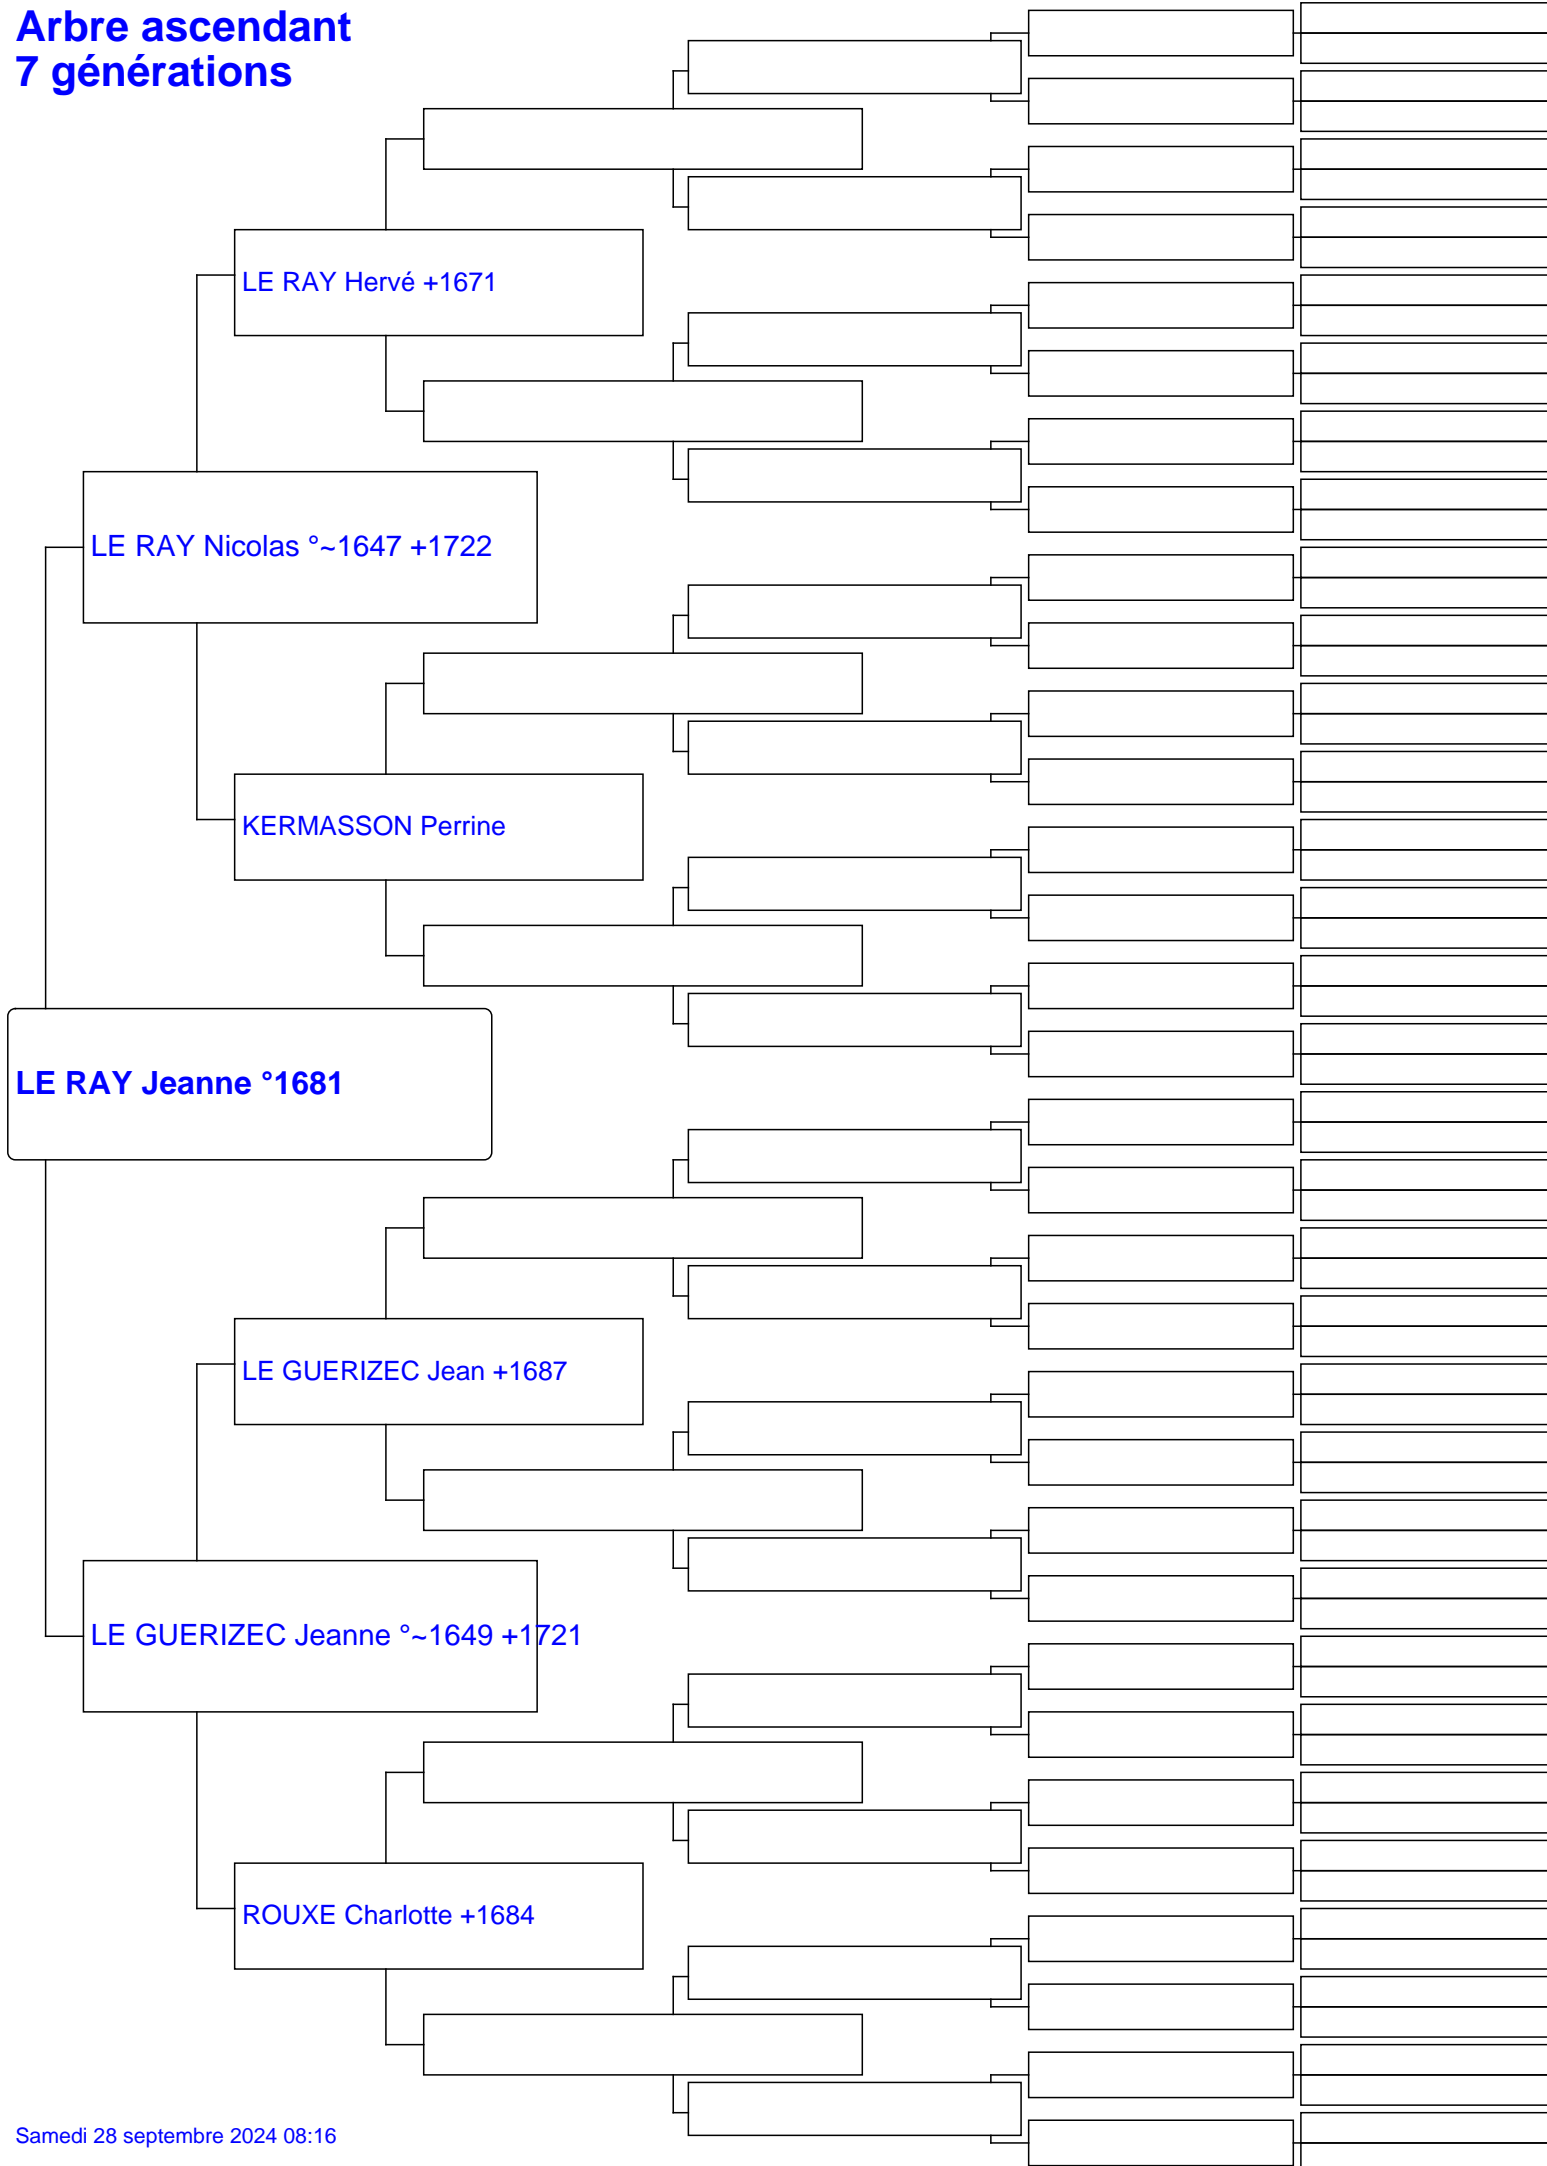 Arbre ascendant
7 générations
LE RAY Hervé +1671
LE RAY Nicolas °~1647 +1722
KERMASSON Perrine
LE RAY Jeanne °1681
LE GUERIZEC Jean +1687
LE GUERIZEC Jeanne °~1649 +1721
ROUXE Charlotte +1684
Samedi 28 septembre 2024 08:16